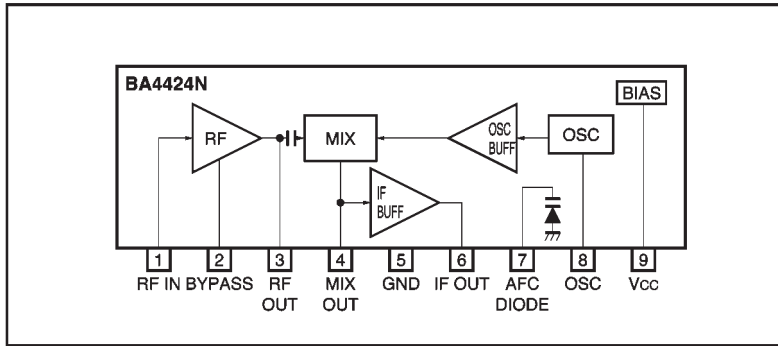 BA4424N
BIAS
RF
MIX
OSC
BUFF
OSC
IF
BUFF
1 2 3 4 5 6 7 8 9
RF IN BYPASS RF OUT MIX OUT GND IF OUT AFC DIODE OSC Vcc